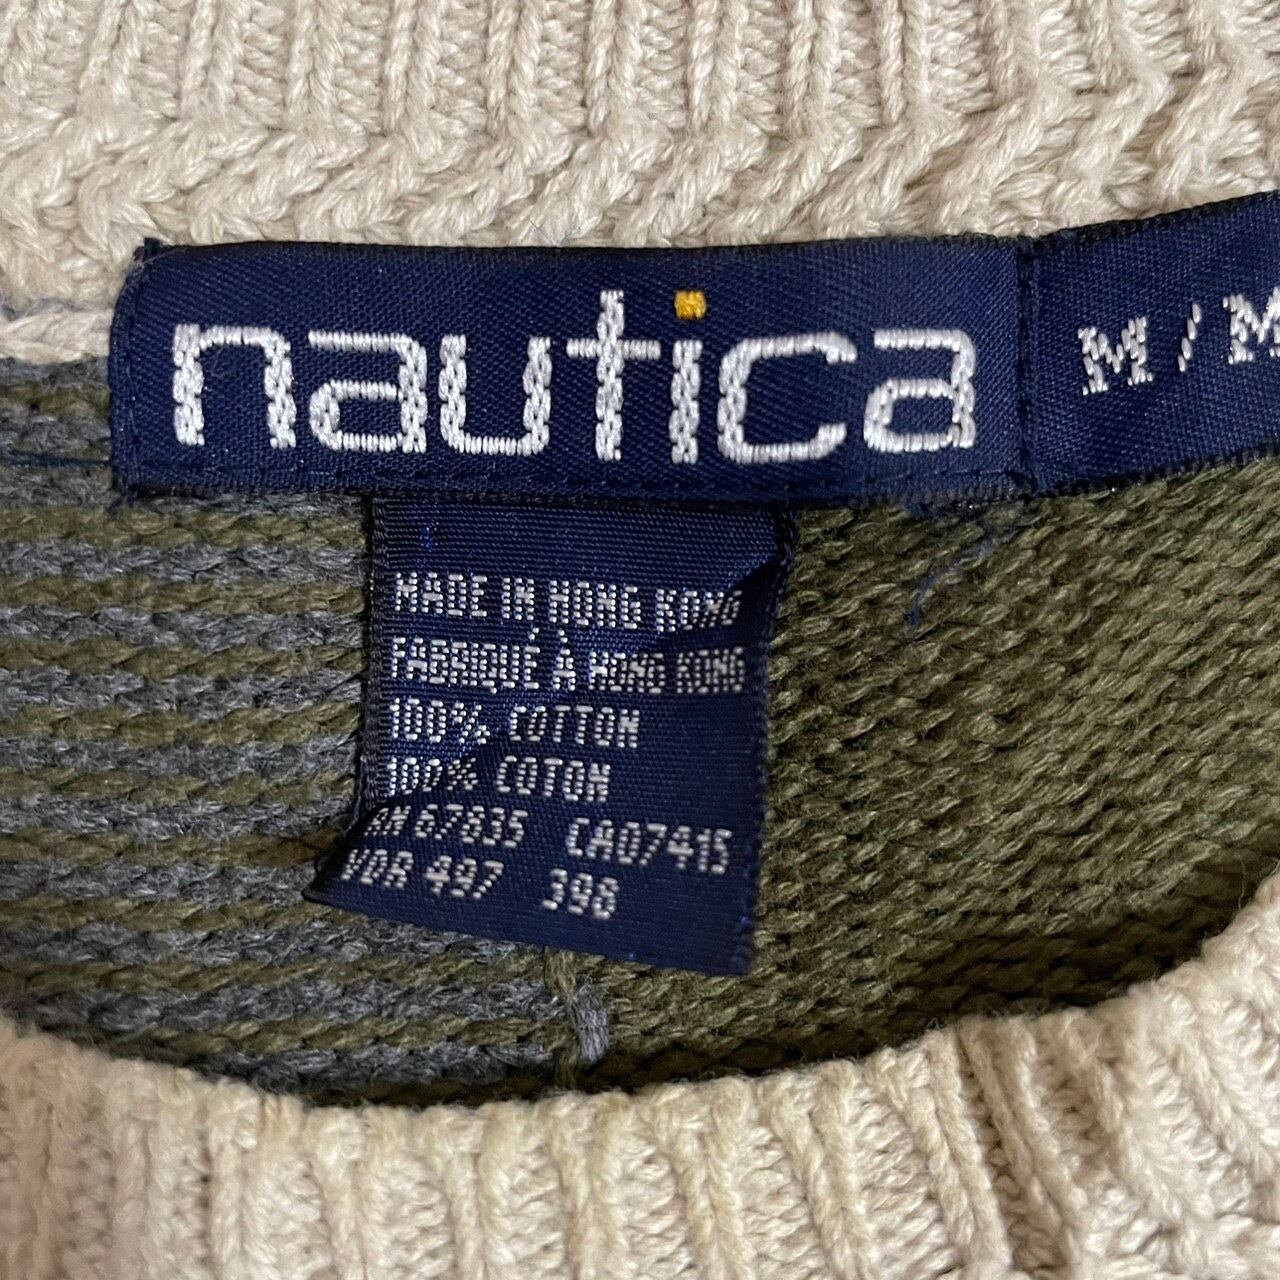 nautica
M/M
MADE IN HONG KONG
FABRIQUÉ À HONG KONG
100% COTTON
100% COTON
RN 67835 CA07415
VDR 497 398